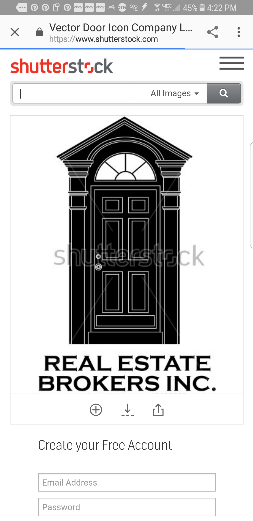 45% 4:22 PM
Vector Door Icon Company L...
https://www.shutterstock.com
shutterstock
All Images
shutterstock
REAL ESTATE
BROKERS INC.
Create your Free Account
Email Address
Password